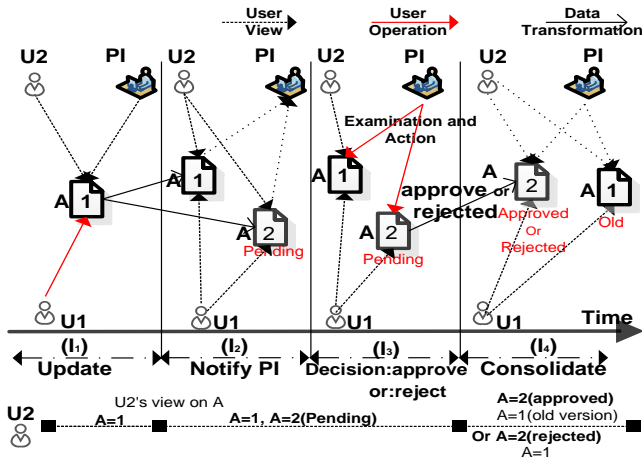 User
View
User
Operation
Data
Transformation
U2
PI
U2
PI
U2
PI
U2
PI
Examination and
Action
A
1
A
1
A
2
Pending
A
1
A
2
Pending
approve or
rejected
A
2
Approved
Or
Rejected
1
Old
U1
U1
U1
U1
Time
(I₁)
Update
(I₂)
Notify PI
(I₃)
Decision:approve
or:reject
(I₄)
Consolidate
U2
U2's view on A
A=1
A=1, A=2(Pending)
A=2(approved)
A=1(old version)
Or A=2(rejected)
A=1